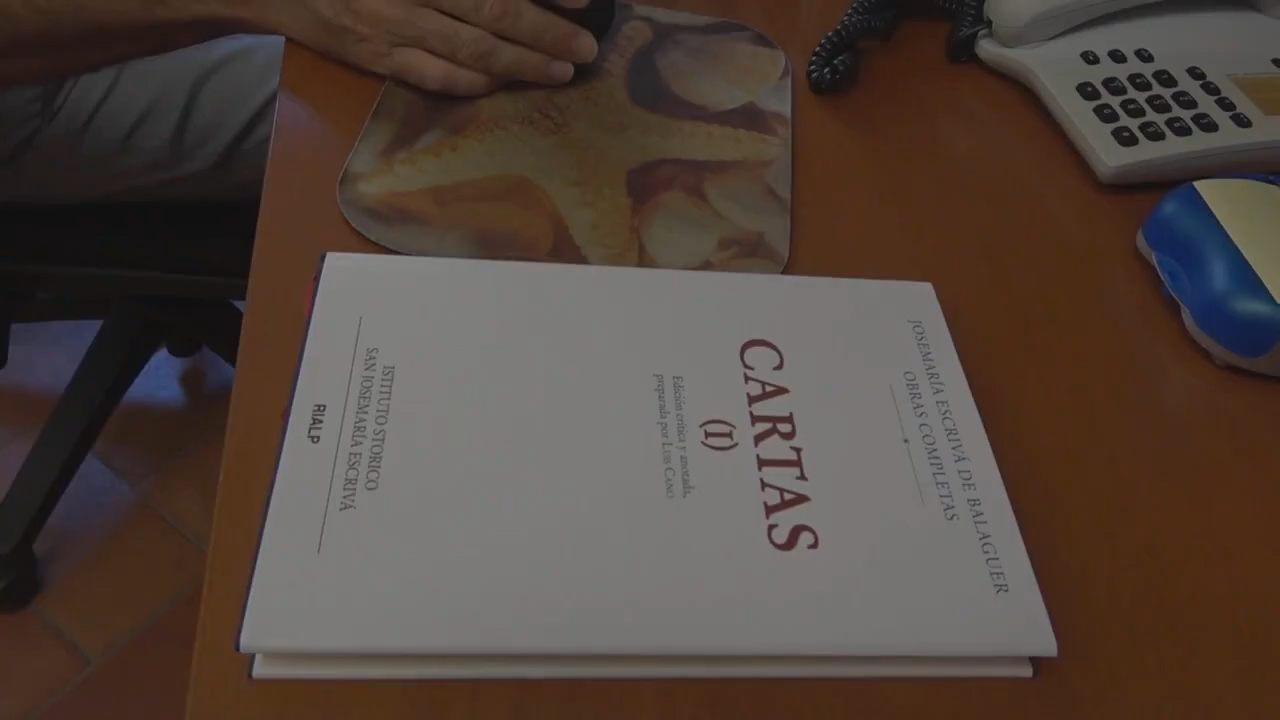 JOSEMARÍA ESCRIVÁ DE BALAGUER
OBRAS COMPLETAS
CARTAS
(I)
Edición crítica y anotada,
preparada por LUIS CANO
ISTITUTO STORICO
SAN JOSEMARÍA ESCRIVÁ
RIALP